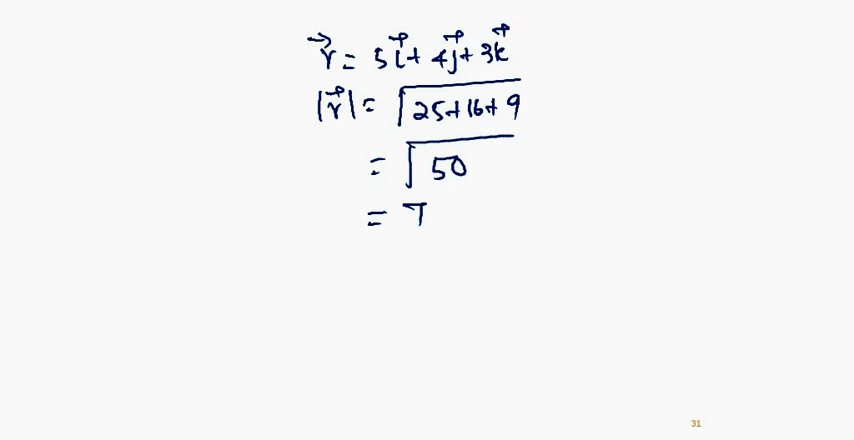 r⃗ = 5i⃗ + 4j⃗ + 3k⃗
|r⃗| = √25+16+9
= √50
= 7
31